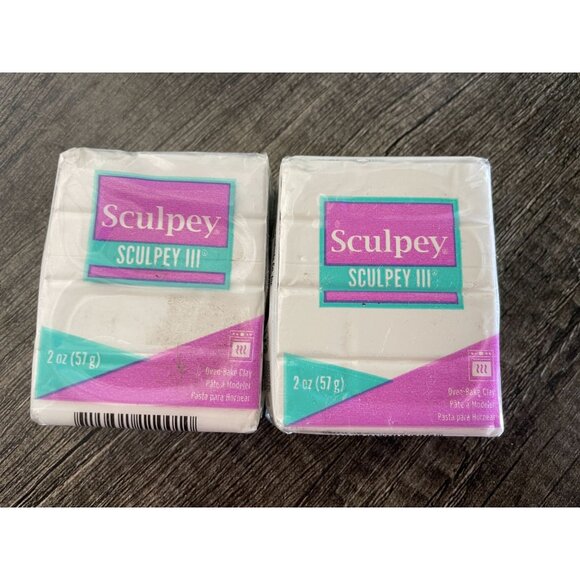 Sculpey®
SCULPEY III®
2 oz (57 g)
Oven-Bake Clay
Pâte à Modeler
Pasta para Hornear
Sculpey®
SCULPEY III®
2 oz (57 g)
Oven-Bake Clay
Pâte à Modeler
Pasta para Hornear